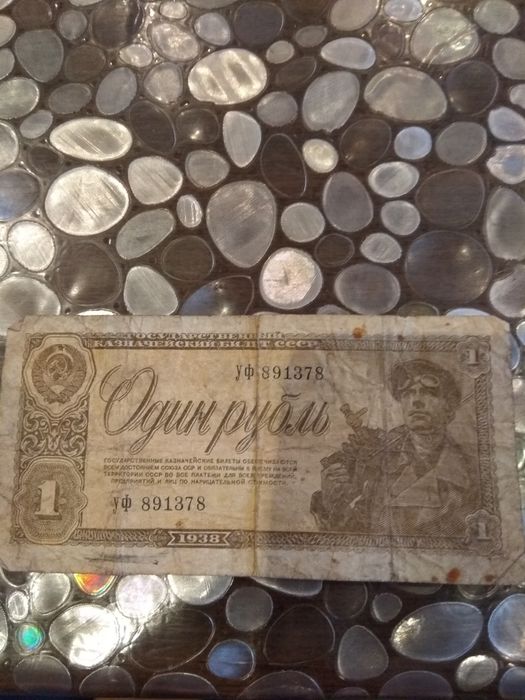 ГОСУДАРСТВЕННЫЙ
КАЗНАЧЕЙСКИЙ БИЛЕТ СССР
1
УФ 891378
Один рубль
ГОСУДАРСТВЕННЫЕ КАЗНАЧЕЙСКИЕ БИЛЕТЫ ОБЕСПЕЧИВАЮТСЯ
ВСЕМ ДОСТОЯНИЕМ СОЮЗА ССР И ОБЯЗАТЕЛЬНЫ К ПРИЕМУ НА ВСЕЙ
ТЕРРИТОРИИ СССР ВО ВСЕ ПЛАТЕЖИ ДЛЯ ВСЕХ УЧРЕЖДЕНИЙ,
ПРЕДПРИЯТИЙ И ЛИЦ ПО НАРИЦАТЕЛЬНОЙ СТОИМОСТИ.
1
УФ 891378
1
1938